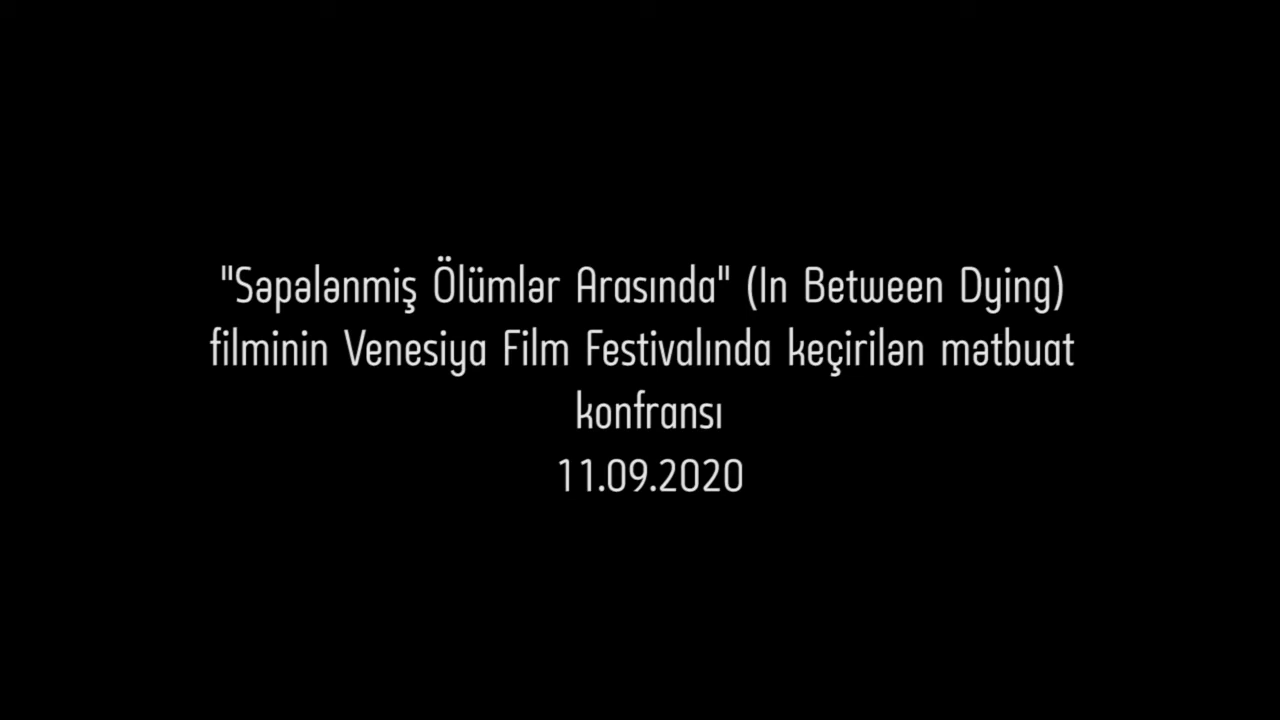 "Səpələnmiş Ölümlər Arasında" (In Between Dying)
filminin Venesiya Film Festivalında keçirilən mətbuat
konfransı
11.09.2020